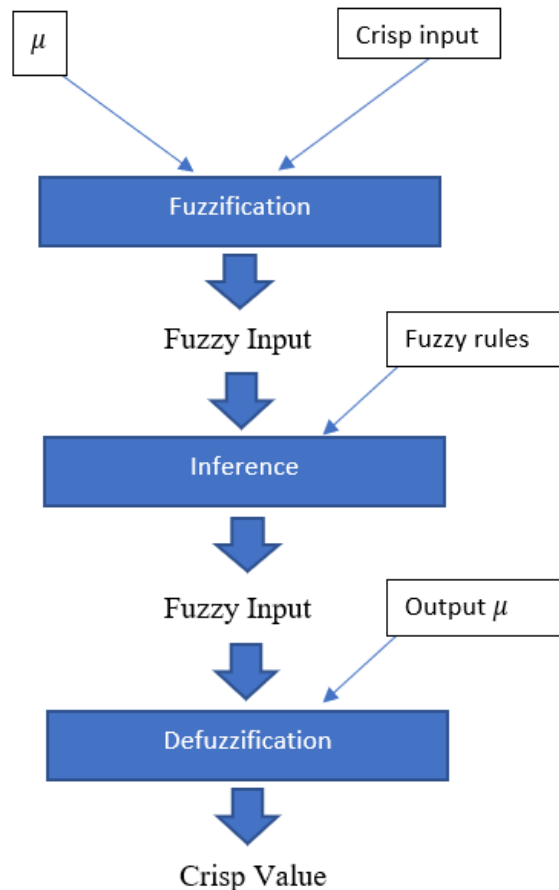 μ
Crisp input
Fuzzification
Fuzzy Input
Fuzzy rules
Inference
Fuzzy Input
Output μ
Defuzzification
Crisp Value